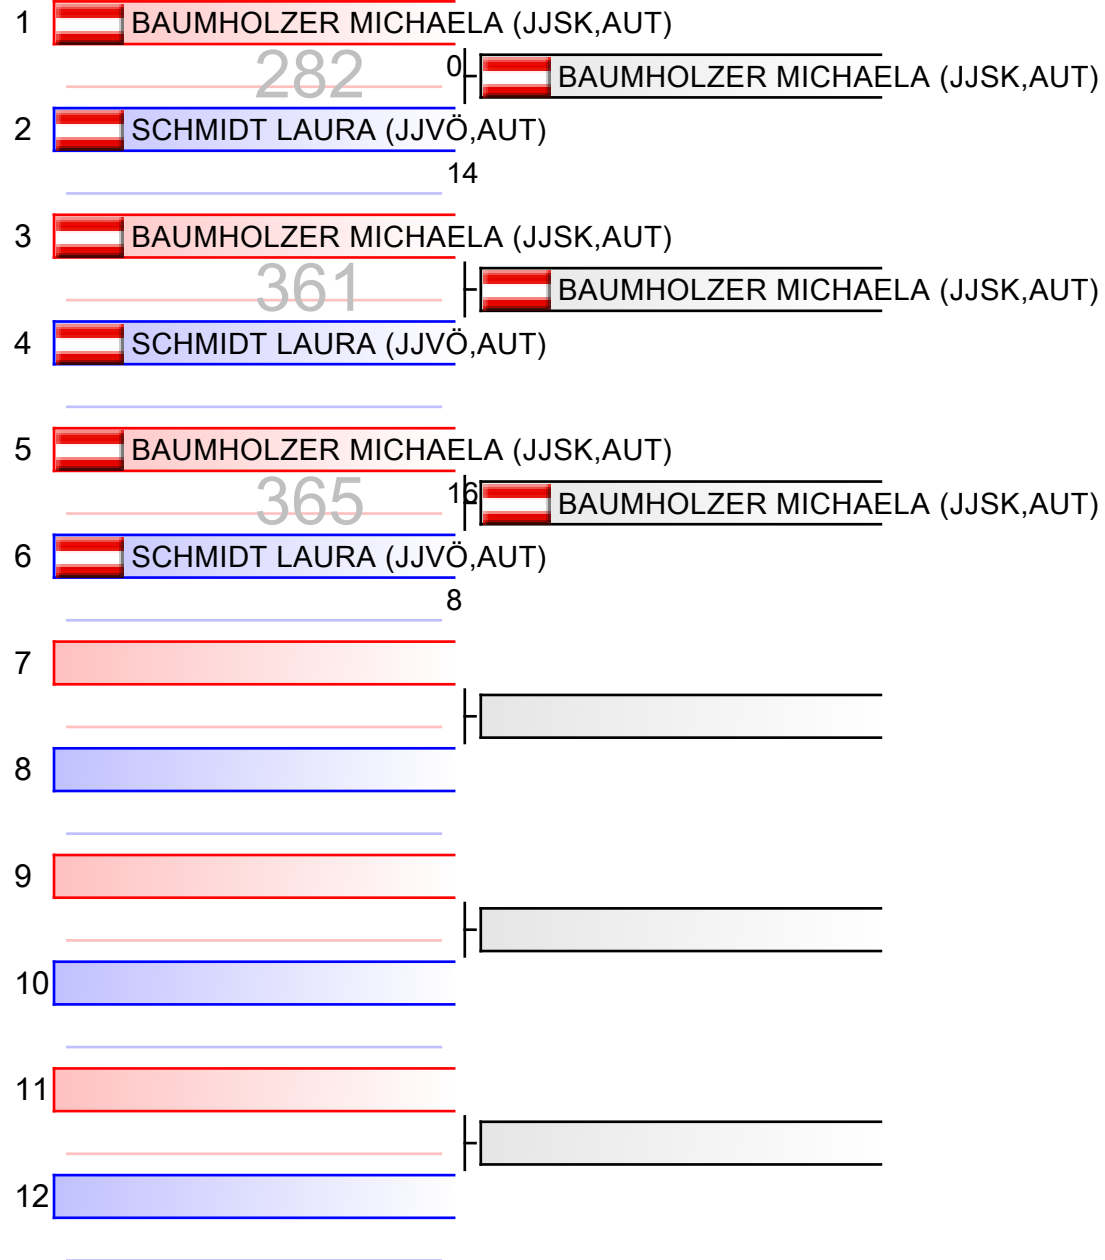 1 BAUMHOLZER MICHAELA (JJSK,AUT)
282 0 BAUMHOLZER MICHAELA (JJSK,AUT)
2 SCHMIDT LAURA (JJVÖ,AUT)
14
3 BAUMHOLZER MICHAELA (JJSK,AUT)
361 BAUMHOLZER MICHAELA (JJSK,AUT)
4 SCHMIDT LAURA (JJVÖ,AUT)
5 BAUMHOLZER MICHAELA (JJSK,AUT)
365 16 BAUMHOLZER MICHAELA (JJSK,AUT)
6 SCHMIDT LAURA (JJVÖ,AUT)
8
7
8
9
10
11
12